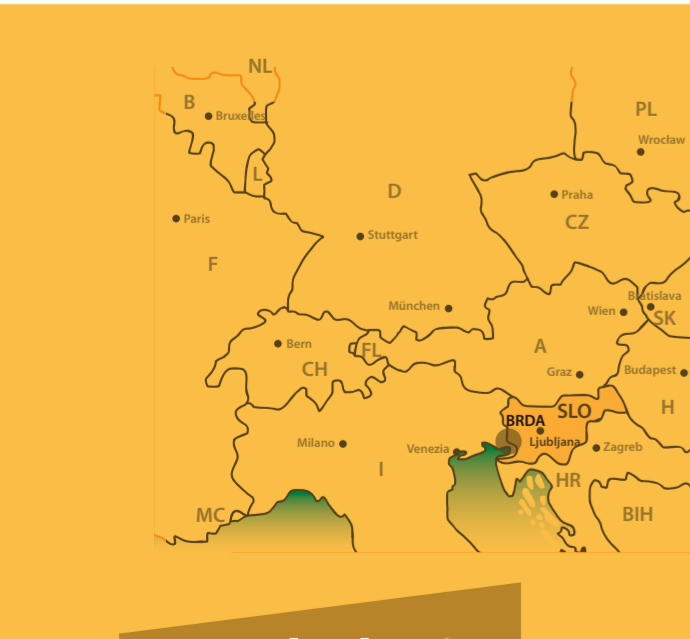 NL
B
Bruxelles
PL
Wrocław
L
D
Praha
CZ
Paris
Stuttgart
F
München
Bratislava
Wien
SK
Bern
FL
A
CH
Graz
Budapest
SLO
H
BRDA
Ljubljana
Milano
Venezia
Zagreb
I
HR
MC
BIH